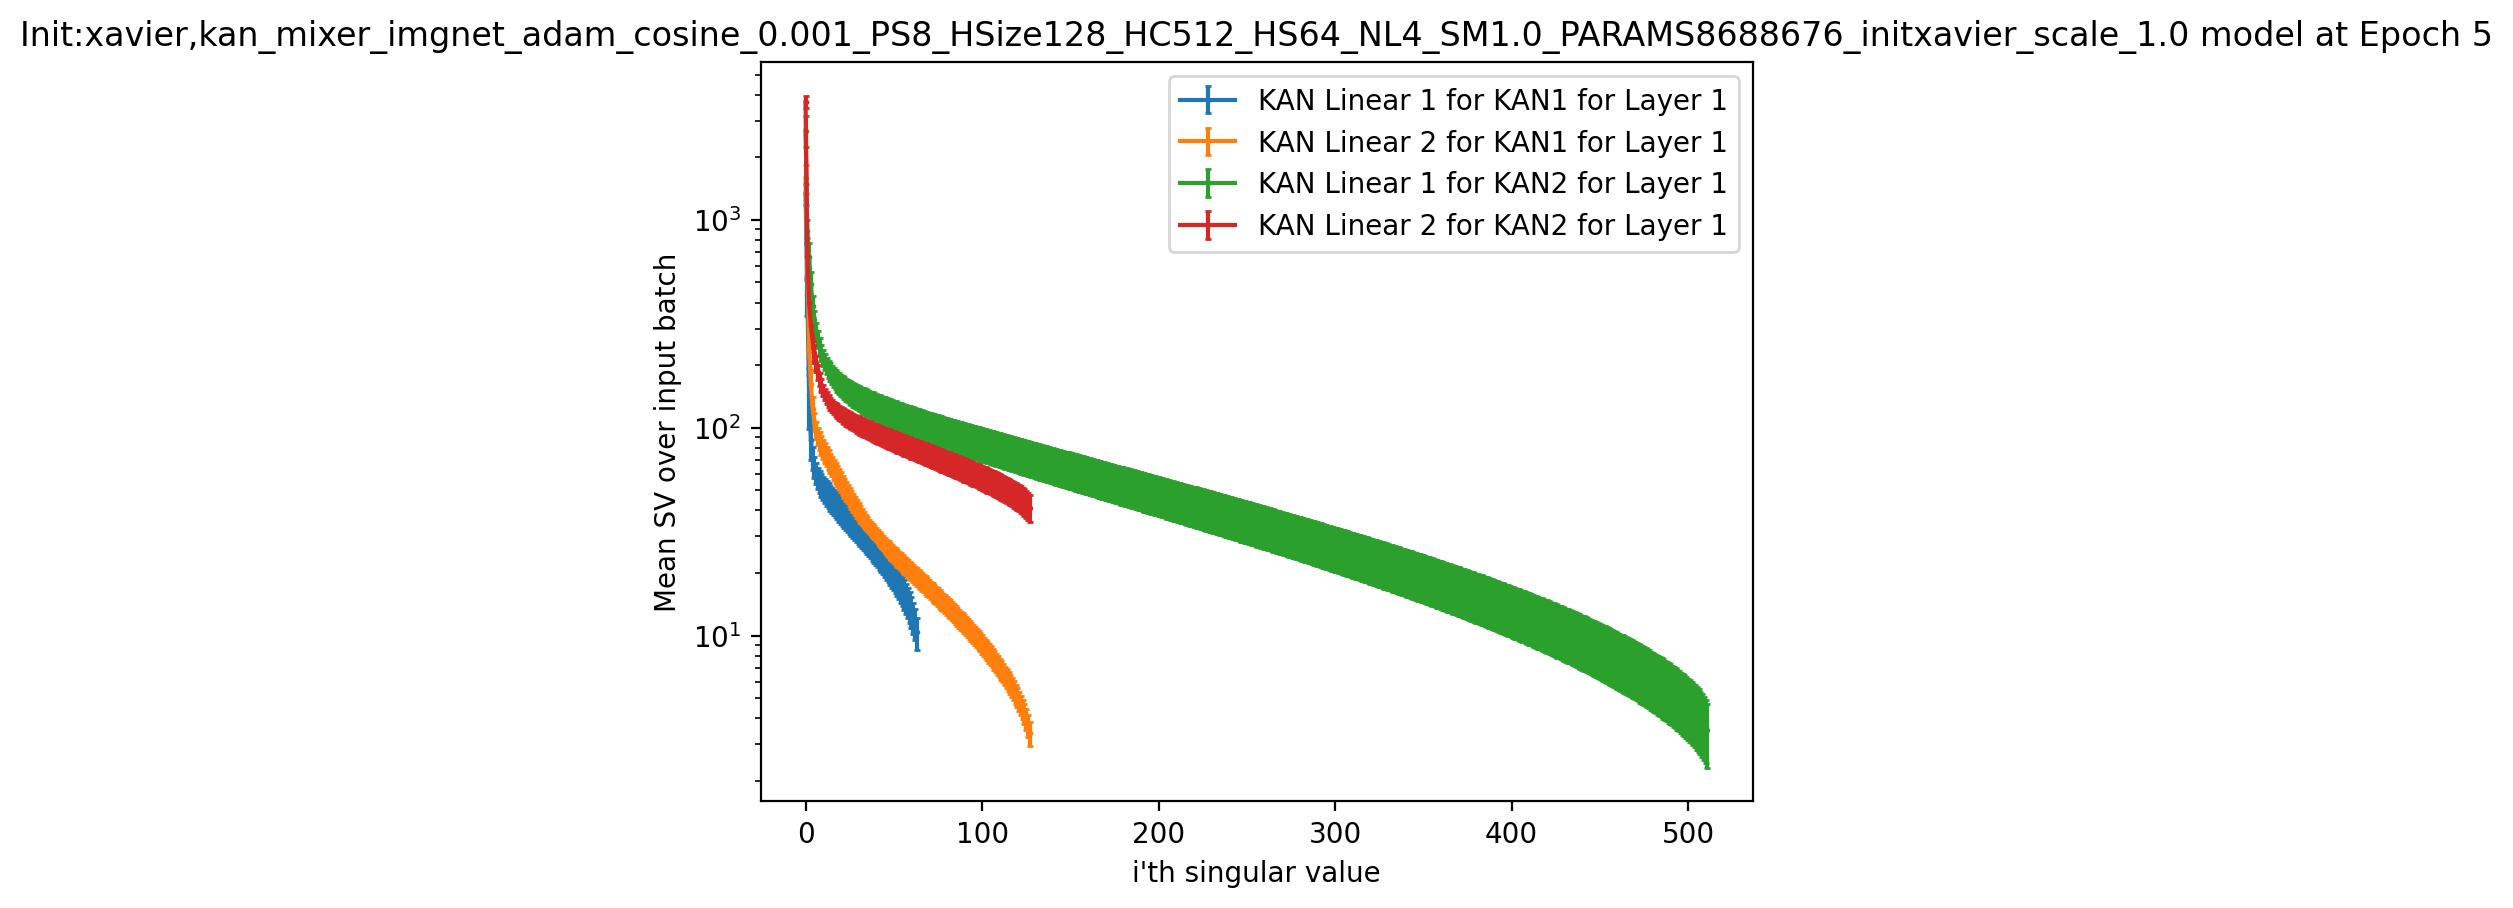 Init:xavier,kan_mixer_imgnet_adam_cosine_0.001_PS8_HSize128_HC512_HS64_NL4_SM1.0_PARAMS8688676_initxavier_scale_1.0 model at Epoch 5
KAN Linear 1 for KAN1 for Layer 1
KAN Linear 2 for KAN1 for Layer 1
KAN Linear 1 for KAN2 for Layer 1
KAN Linear 2 for KAN2 for Layer 1
Mean SV over input batch
10³
10²
10¹
0 100 200 300 400 500
i'th singular value